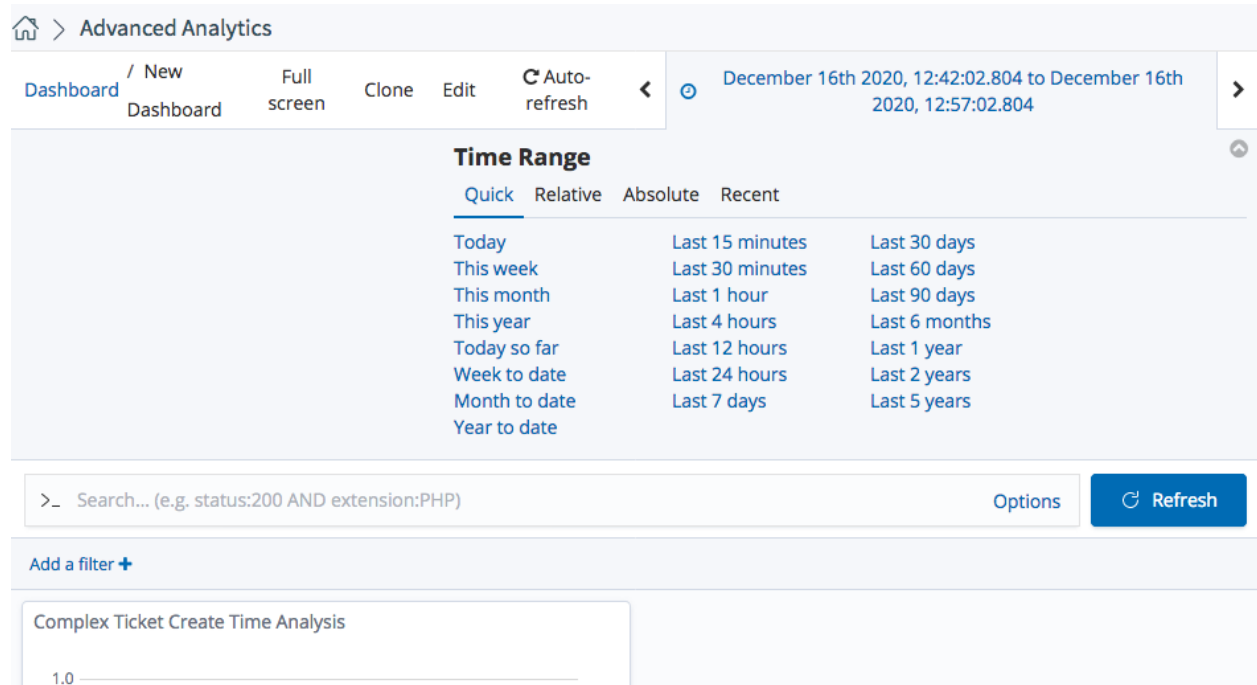 Advanced Analytics
Dashboard / New Dashboard Full screen Clone Edit Auto-refresh December 16th 2020, 12:42:02.804 to December 16th 2020, 12:57:02.804
Time Range
Quick Relative Absolute Recent
Today Last 15 minutes Last 30 days
This week Last 30 minutes Last 60 days
This month Last 1 hour Last 90 days
This year Last 4 hours Last 6 months
Today so far Last 12 hours Last 1 year
Week to date Last 24 hours Last 2 years
Month to date Last 7 days Last 5 years
Year to date
>_ Search... (e.g. status:200 AND extension:PHP) Options Refresh
Add a filter +
Complex Ticket Create Time Analysis
1.0